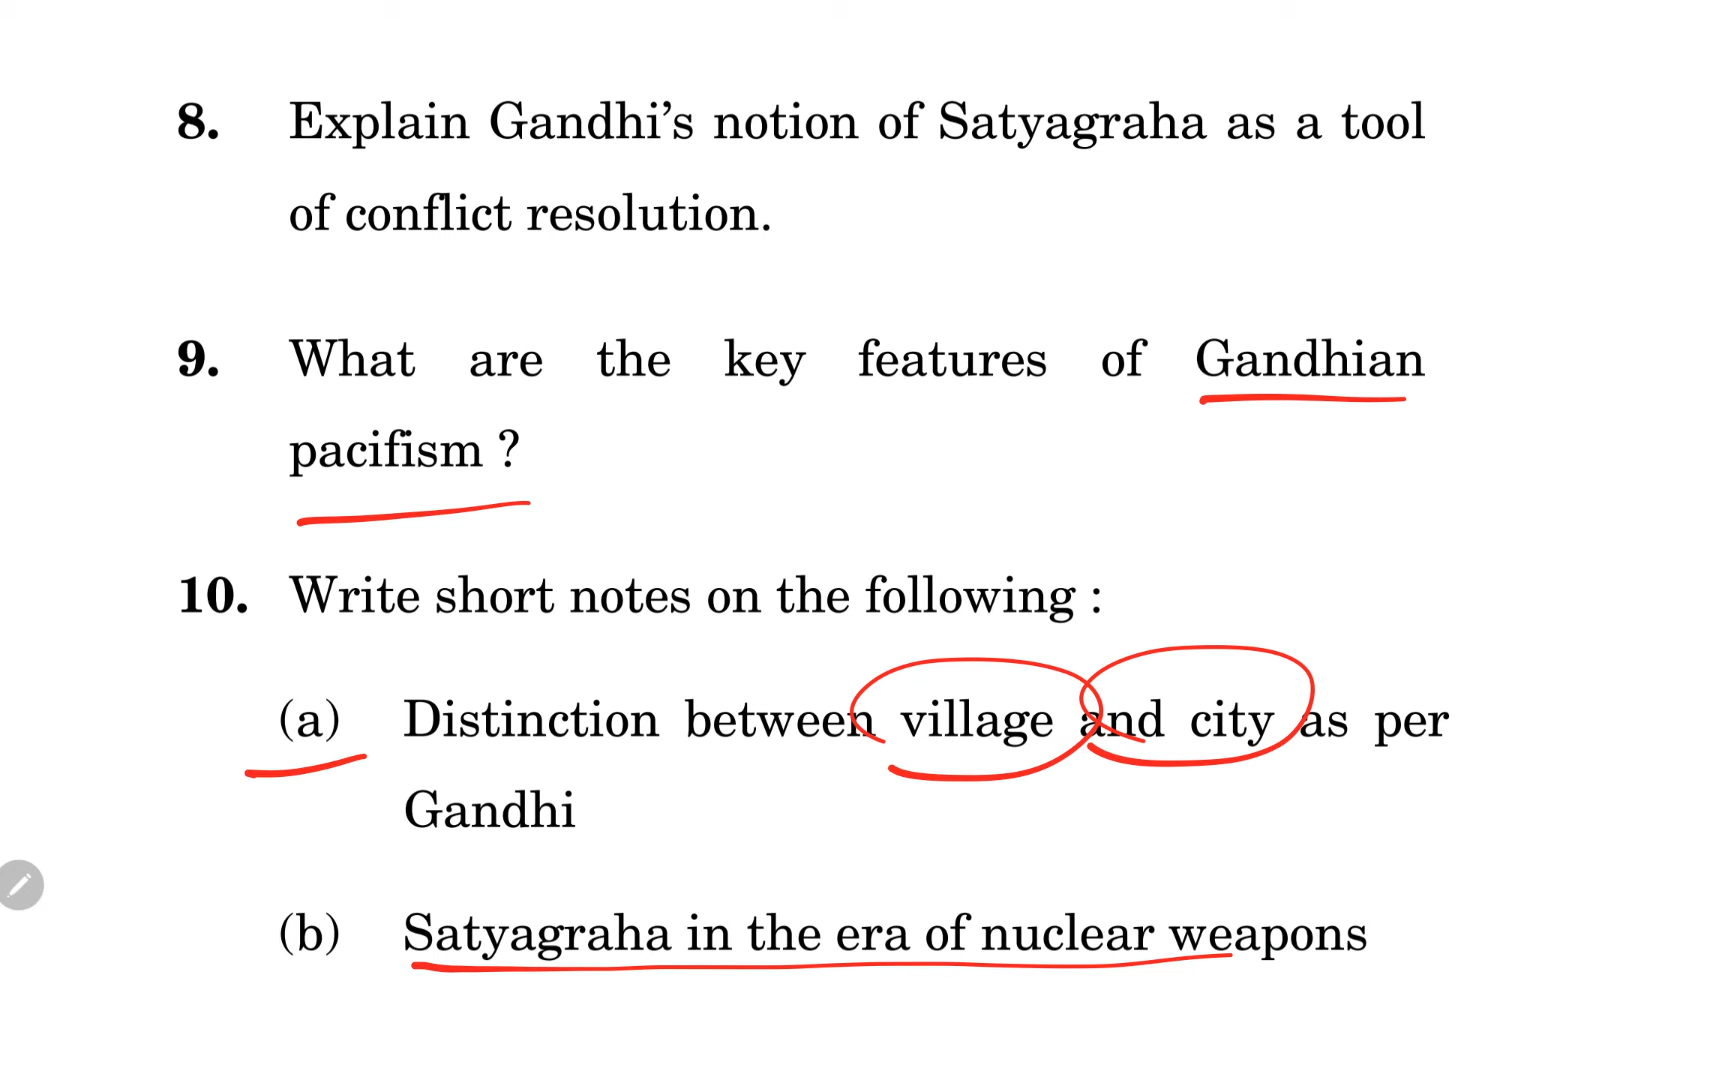 8. Explain Gandhi’s notion of Satyagraha as a tool
of conflict resolution.
9. What are the key features of Gandhian
pacifism ?
10. Write short notes on the following :
(a) Distinction between village and city as per
Gandhi
(b) Satyagraha in the era of nuclear weapons